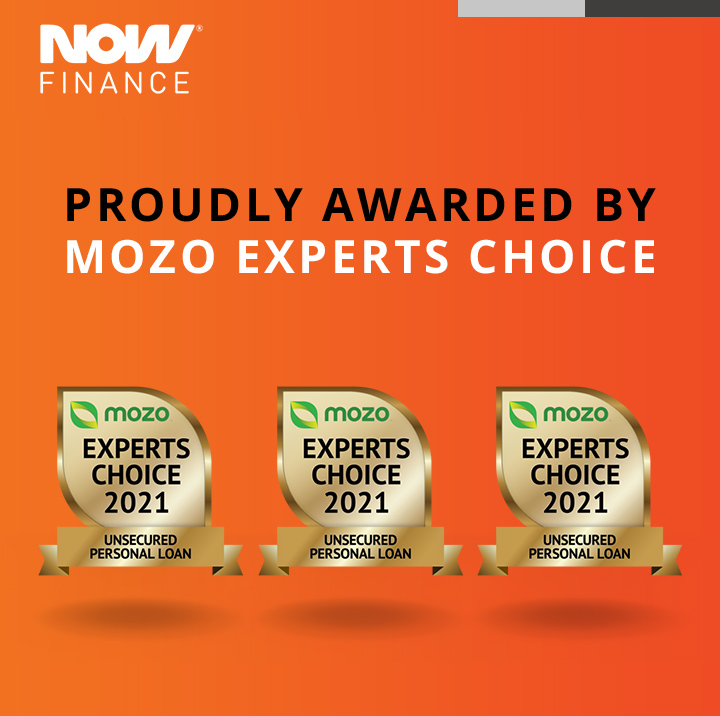 NOW®
FINANCE
PROUDLY AWARDED BY
MOZO EXPERTS CHOICE
mozo
EXPERTS
CHOICE
2021
UNSECURED
PERSONAL LOAN
mozo
EXPERTS
CHOICE
2021
UNSECURED
PERSONAL LOAN
mozo
EXPERTS
CHOICE
2021
UNSECURED
PERSONAL LOAN